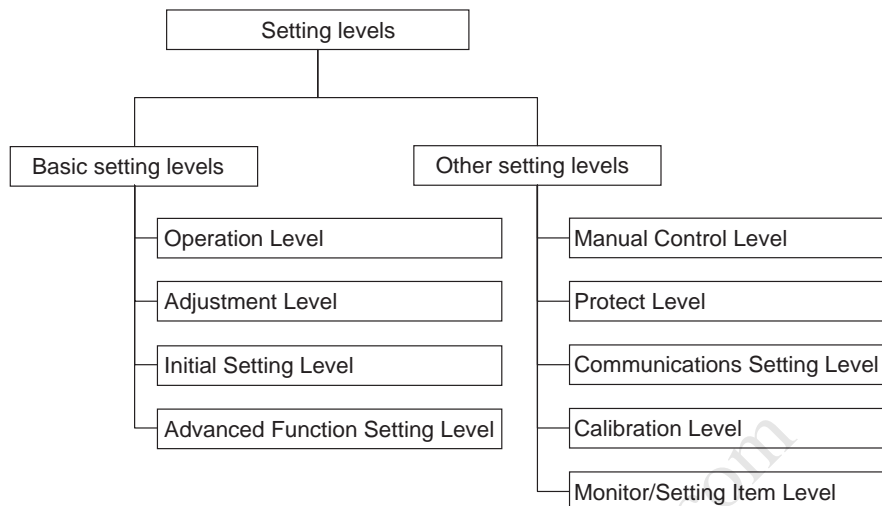 Setting levels
Basic setting levels
Operation Level
Adjustment Level
Initial Setting Level
Advanced Function Setting Level
Other setting levels
Manual Control Level
Protect Level
Communications Setting Level
Calibration Level
Monitor/Setting Item Level